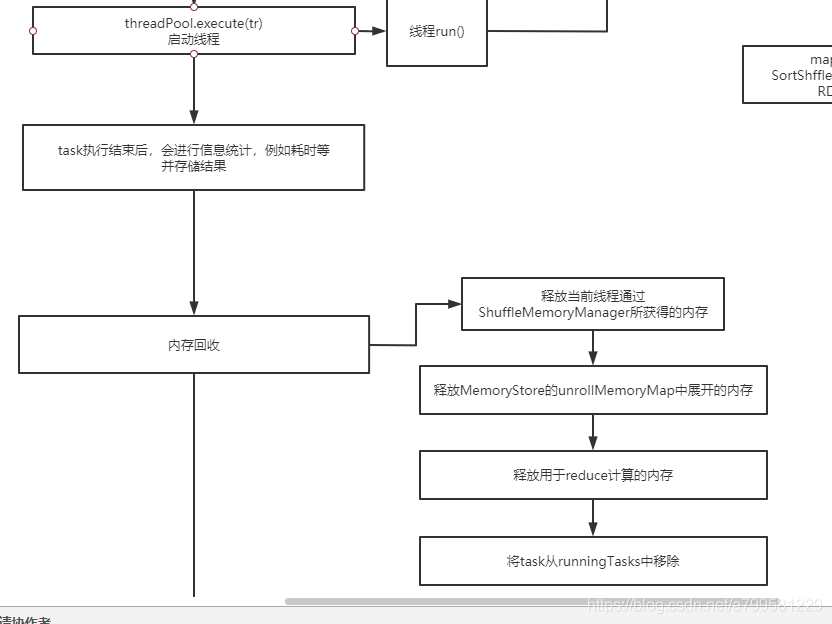 threadPool.execute(tr)
启动线程
线程run()
map
SortShffle
RD
task执行结束后，会进行信息统计，例如耗时等
并存储结果
释放当前线程通过
ShuffleMemoryManager所获得的内存
内存回收
释放MemoryStore的unrollMemoryMap中展开的内存
释放用于reduce计算的内存
将task从runningTasks中移除
https://blog.csdn.net/a799581229
请协作者